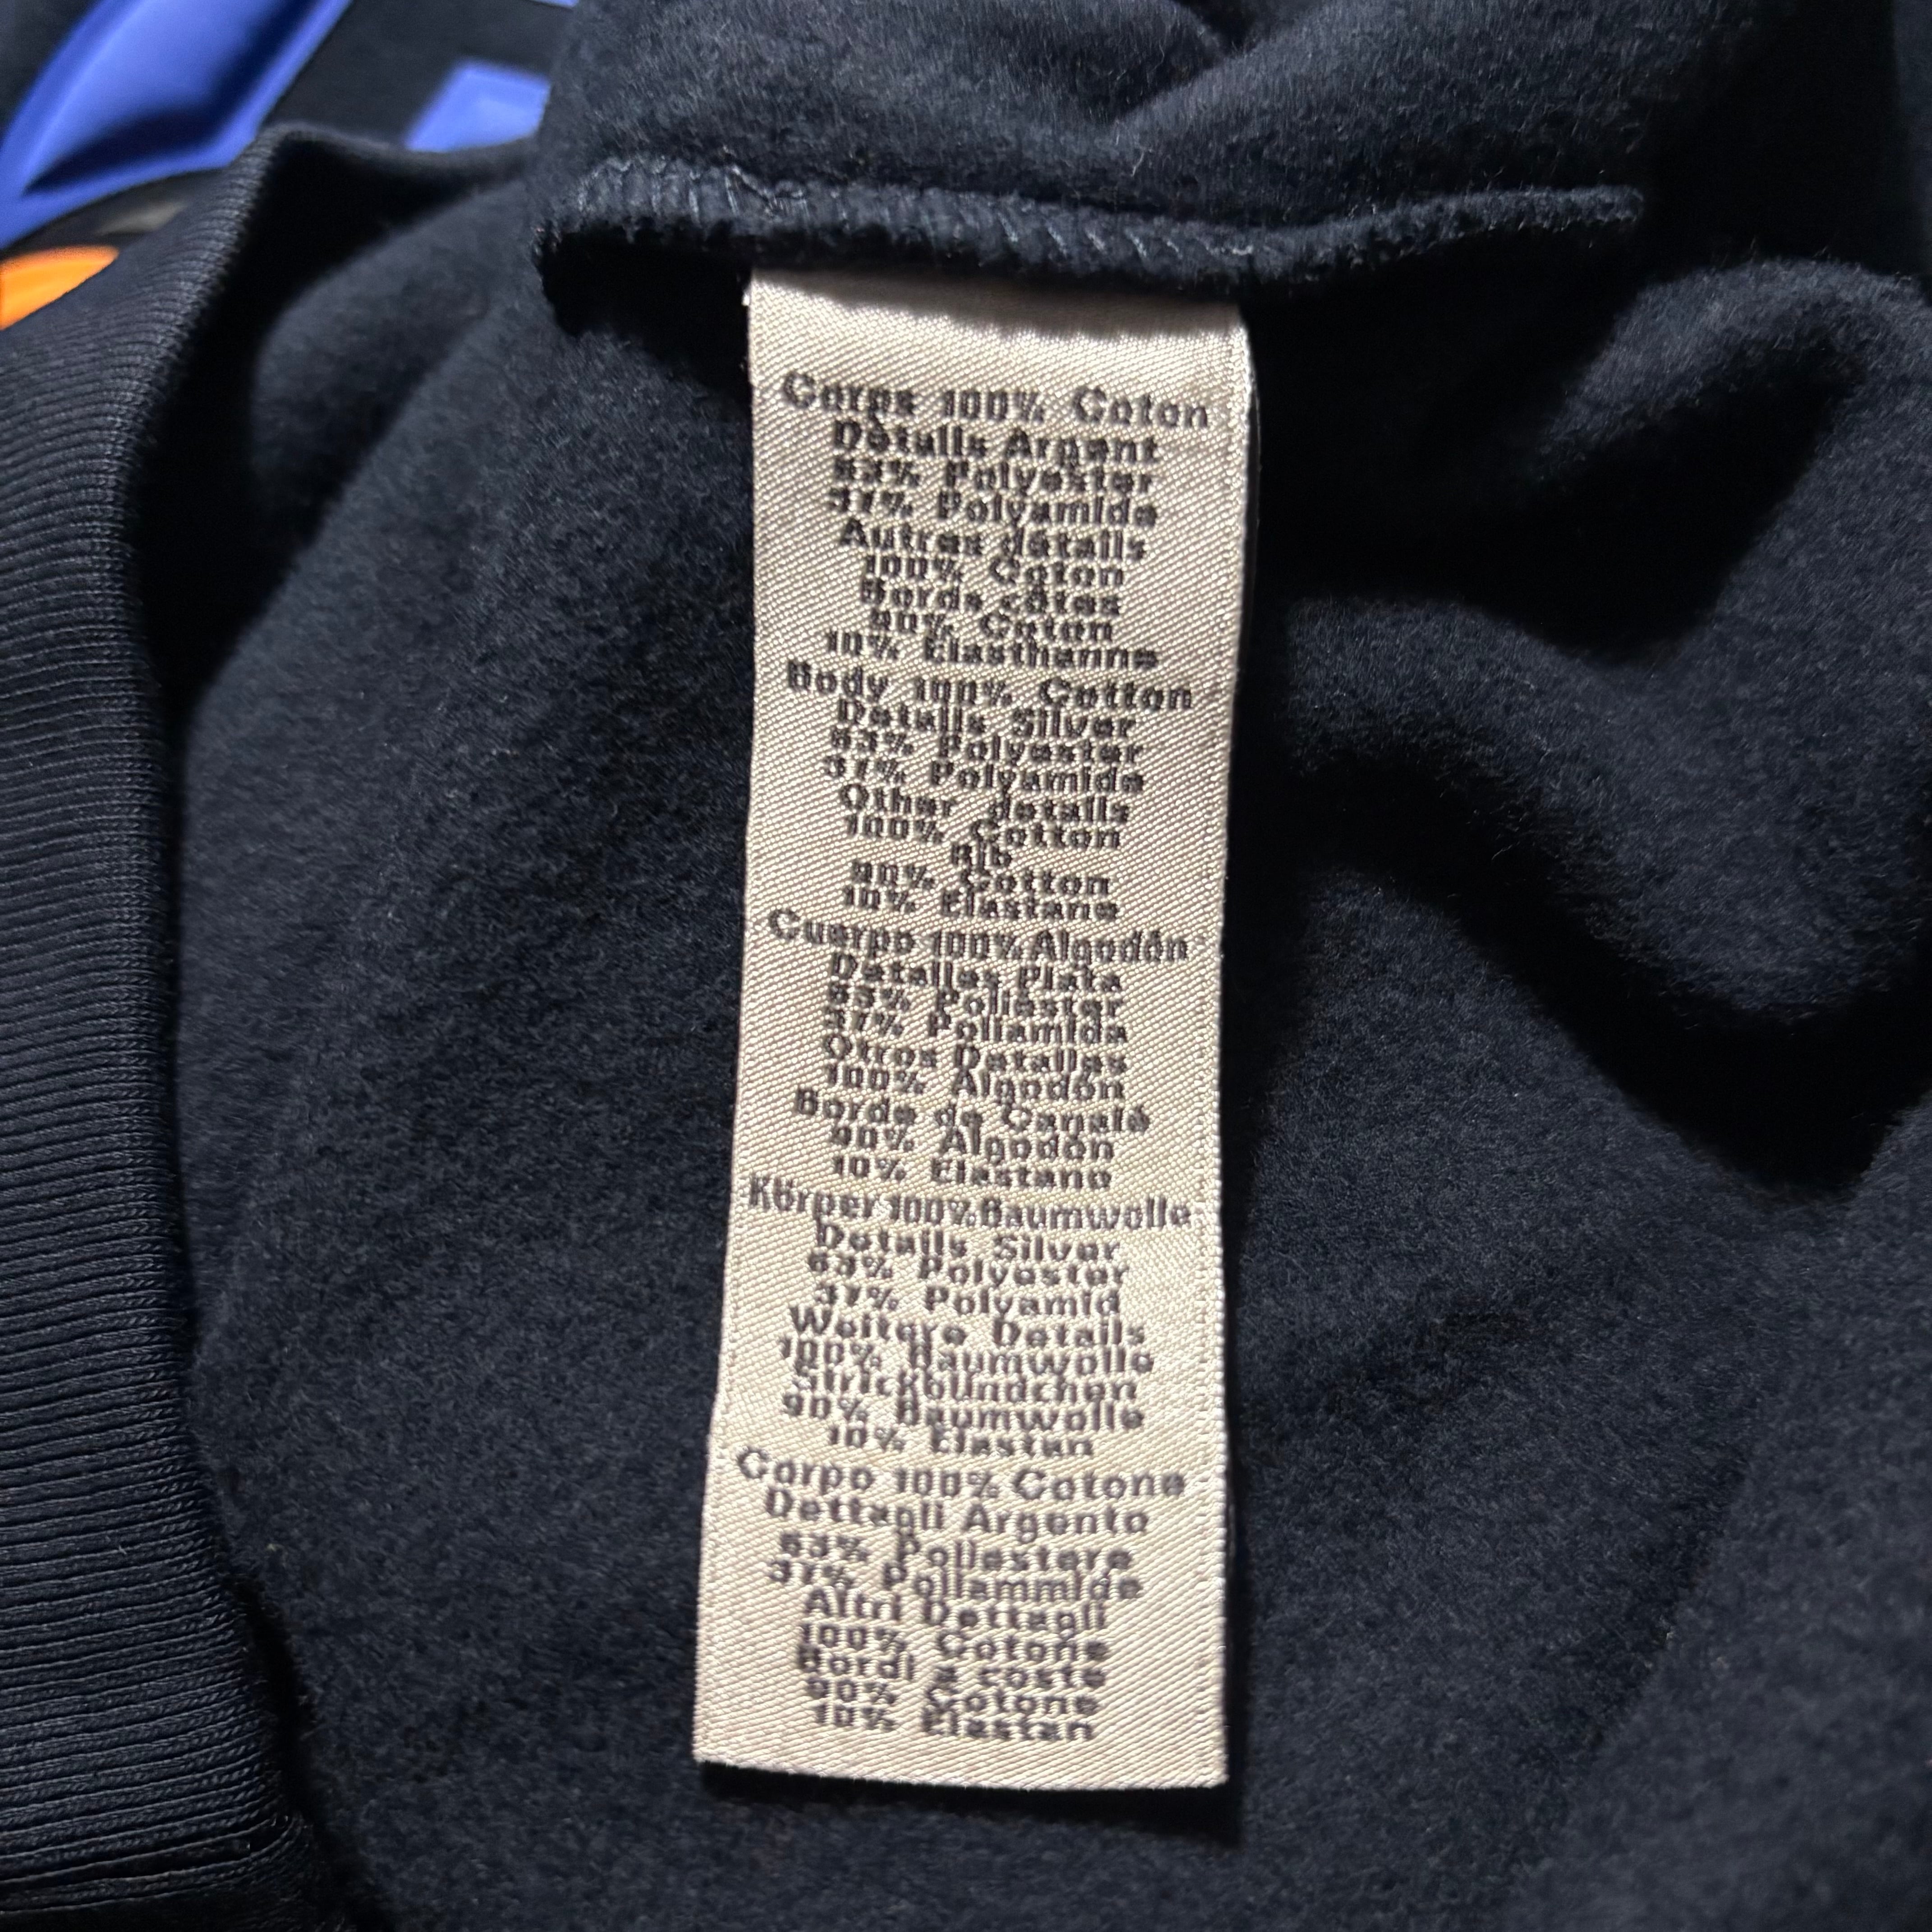 Corps 100% Coton
Détails Argent
63% Polyester
37% Polyamide
Autres détails
100% Coton
Bords côtes
90% Coton
10% Elasthanne
Body 100% Cotton
Details Silver
63% Polyester
37% Polyamide
Other details
100% Cotton
Rib
90% Cotton
10% Elastane
Cuerpo 100% Algodón
Detalles Plata
63% Poliéster
37% Poliamida
Otros Detalles
100% Algodón
Borde de Canalé
90% Algodón
10% Elastano
Körper 100% Baumwolle
Details Silver
63% Polyester
37% Polyamid
Weitere Details
100% Baumwolle
Strickbündchen
90% Baumwolle
10% Elastan
Corpo 100% Cotone
Dettagli Argento
63% Poliestere
37% Poliammide
Altri Dettagli
100% Cotone
Bordi a coste
90% Cotone
10% Elastan